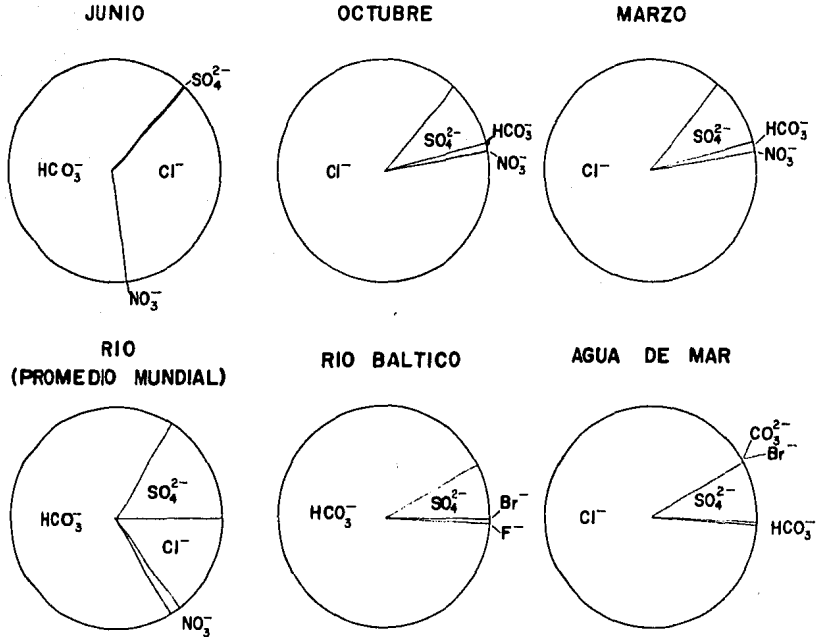 JUNIO
OCTUBRE
MARZO
SO₄²⁻
HCO₃⁻
Cl⁻
NO₃⁻
SO₄²⁻
HCO₃⁻
NO₃⁻
Cl⁻
SO₄²⁻
HCO₃⁻
NO₃⁻
Cl⁻
RIO
(PROMEDIO MUNDIAL)
RIO BALTICO
AGUA DE MAR
SO₄²⁻
HCO₃⁻
Cl⁻
NO₃⁻
HCO₃⁻
SO₄²⁻
Br⁻
F⁻
CO₃²⁻
Br⁻
SO₄²⁻
Cl⁻
HCO₃⁻